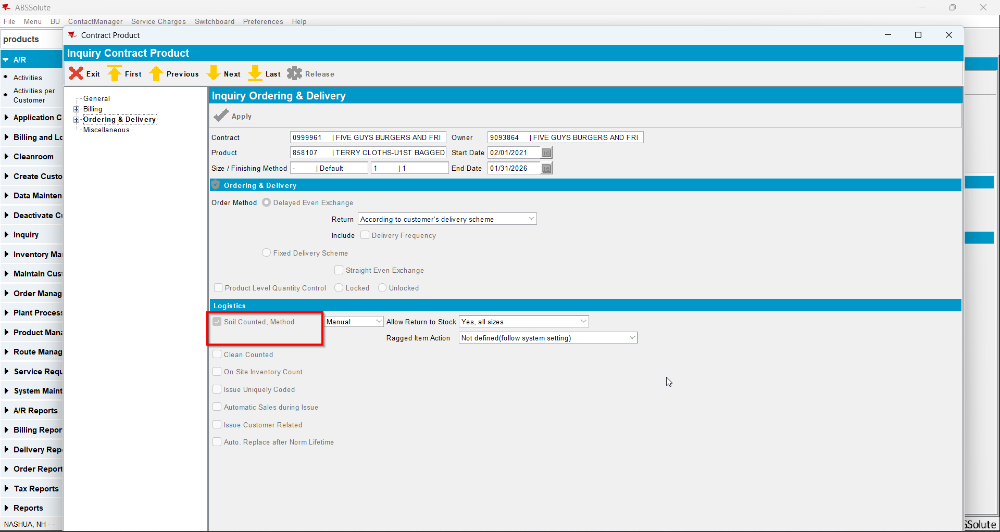 ABSSolute
File Menu BU ContactManager Service Charges Switchboard Preferences Help
products
A/R
Activities
Activities per
Customer
Application C
Billing and Lo
Cleanroom
Create Custo
Data Mainten
Deactivate Cu
Inquiry
Inventory Ma
Maintain Cust
Order Manag
Plant Process
Product Mana
Route Manag
Service Requ
System Maint
A/R Reports
Billing Repor
Delivery Rep
Order Report
Tax Reports
Reports
NASHUA, NH - -
Contract Product
Inquiry Contract Product
Exit First Previous Next Last Release
General
Billing
Ordering & Delivery
Miscellaneous
Inquiry Ordering & Delivery
Apply
Contract 0999961 | FIVE GUYS BURGERS AND FRI Owner 9093864 | FIVE GUYS BURGERS AND FRI
Product 858107 | TERRY CLOTHS-U1ST BAGGED Start Date 02/01/2021 16
Size / Finishing Method - | Default 1 | 1 End Date 01/31/2026 16
Ordering & Delivery
Order Method Delayed Even Exchange
Return According to customer's delivery scheme
Include Delivery Frequency
Fixed Delivery Scheme
Straight Even Exchange
Product Level Quantity Control Locked Unlocked
Logistics
Soil Counted, Method Manual Allow Return to Stock Yes, all sizes
Ragged Item Action Not defined(follow system setting)
Clean Counted
On Site Inventory Count
Issue Uniquely Coded
Automatic Sales during Issue
Issue Customer Related
Auto. Replace after Norm Lifetime
SSolute